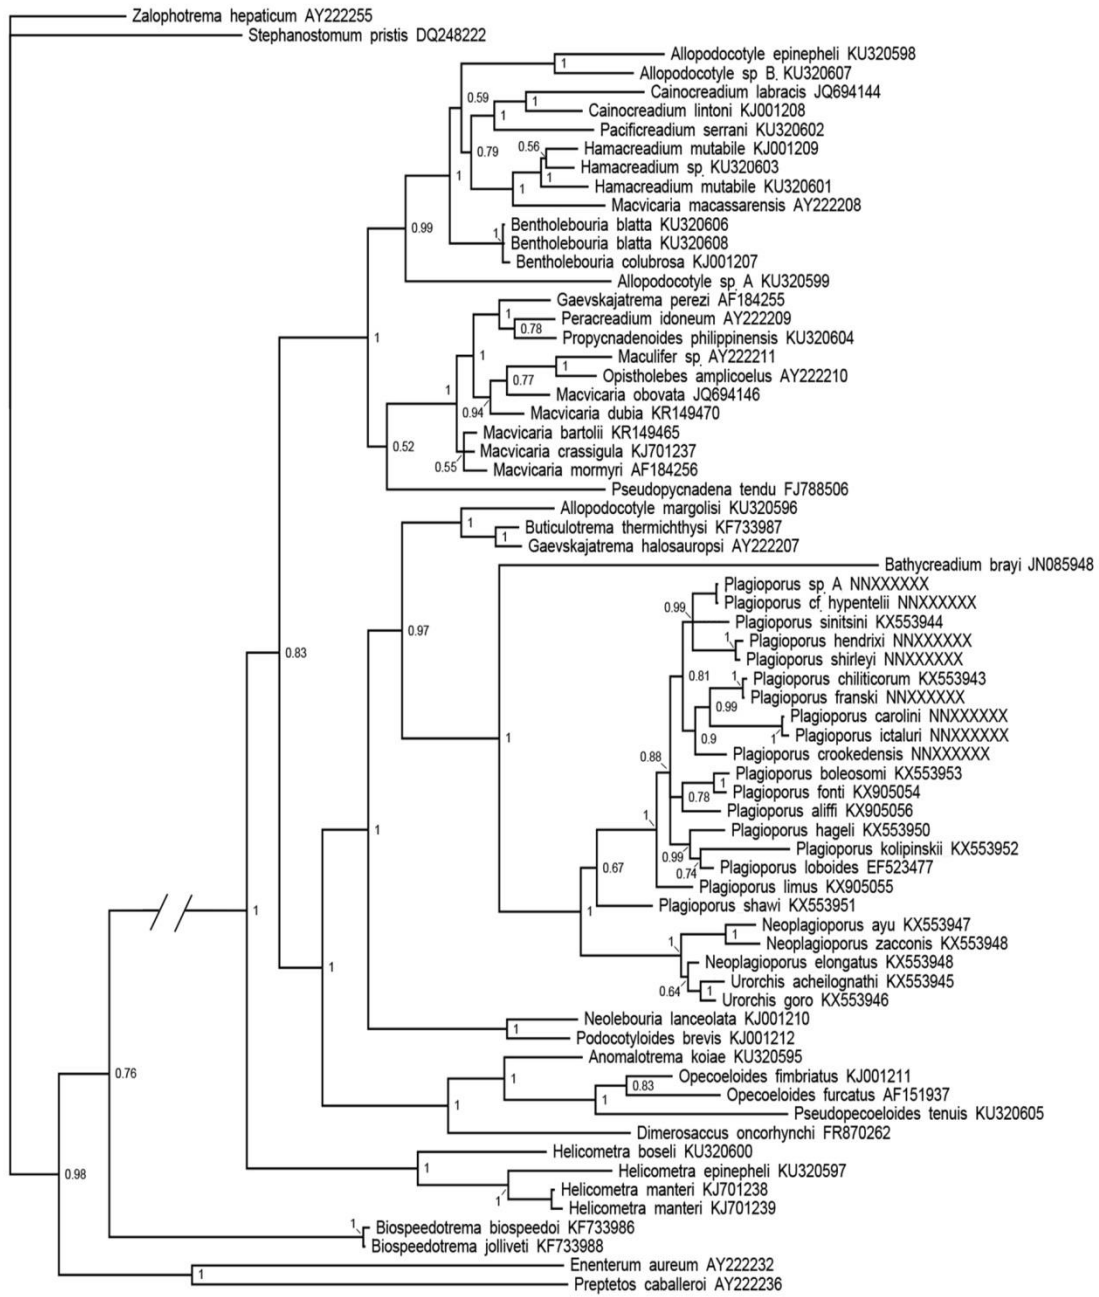 Zalophotrema hepaticum AY222255
Stephanostomum pristis DQ248222
Allopodocotyle epinepheli KU320598
1
Allopodocotyle sp B. KU320607
Cainocreadium labracis JQ694144
0.59
1
Cainocreadium lintoni KJ001208
1
Pacificreadium serrani KU320602
0.56
Hamacreadium mutabile KJ001209
0.79
Hamacreadium sp. KU320603
1
1
Hamacreadium mutabile KU320601
1
Macvicaria macassarensis AY222208
Bentholebouria blatta KU320606
0.99
1
Bentholebouria blatta KU320608
Bentholebouria colubrosa KJ001207
Allopodocotyle sp. A KU320599
Gaevskajatrema perezi AF184255
1
Peracreadium idoneum AY222209
0.78
1
Propycnadenoides philippinensis KU320604
1
Maculifer sp. AY222211
1
Opistholebes amplicoelus AY222210
0.77
1
Macvicaria obovata JQ694146
0.94
Macvicaria dubia KR149470
Macvicaria bartolii KR149465
0.52
Macvicaria crassigula KJ701237
0.55
Macvicaria mormyri AF184256
Pseudopycnadena tendu FJ788506
Allopodocotyle margolisi KU320596
1
Buticulotrema thermichthysi KF733987
1
Gaevskajatrema halosauropsi AY222207
Bathycreadium brayi JN085948
Plagioporus sp. A NNXXXXXX
0.99
Plagioporus cf. hypentelii NNXXXXXX
Plagioporus sinitsini KX553944
0.97
1
Plagioporus hendrixi NNXXXXXX
0.83
Plagioporus shirleyi NNXXXXXX
0.81
1
Plagioporus chiliticorum KX553943
Plagioporus franski NNXXXXXX
0.99
Plagioporus carolini NNXXXXXX
1
0.9
1
Plagioporus ictaluri NNXXXXXX
0.88
Plagioporus crookedensis NNXXXXXX
Plagioporus boleosomi KX553953
1
Plagioporus fonti KX905054
0.78
Plagioporus aliffi KX905056
1
1
Plagioporus hageli KX553950
Plagioporus kolipinskii KX553952
0.99
0.67
0.74
Plagioporus loboides EF523477
Plagioporus limus KX905055
Plagioporus shawi KX553951
1
1
Neoplagioporus ayu KX553947
1
1
Neoplagioporus zacconis KX553948
Neoplagioporus elongatus KX553948
1
Urorchis acheilognathi KX553945
0.64
1
Urorchis goro KX553946
Neolebouria lanceolata KJ001210
1
Podocotyloides brevis KJ001212
Anomalotrema koiae KU320595
0.76
1
Opecoeloides fimbriatus KJ001211
0.83
Opecoeloides furcatus AF151937
1
1
Pseudopecoeloides tenuis KU320605
Dimerosaccus oncorhynchi FR870262
Helicometra boseli KU320600
0.98
1
Helicometra epinepheli KU320597
Helicometra manteri KJ701238
1
Helicometra manteri KJ701239
1
Biospeedotrema biospeedoi KF733986
Biospeedotrema jolliveti KF733988
Enenterum aureum AY222232
1
Preptetos caballeroi AY222236